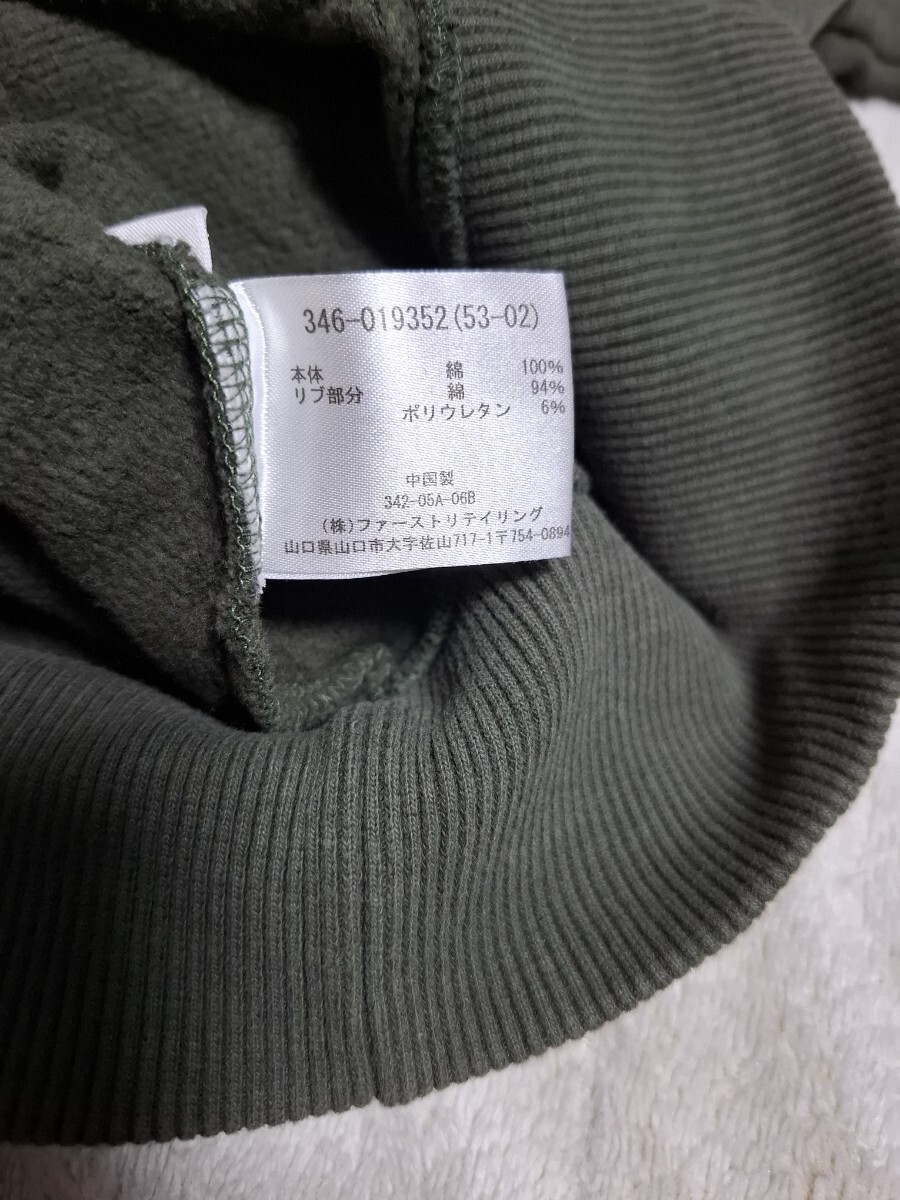 346-019352(53-02)
本体 綿 100%
リブ部分 綿 94%
ポリウレタン 6%
中国製
342-05A-06B
(株)ファーストリテイリング
山口県山口市大字佐山717-1〒754-0894